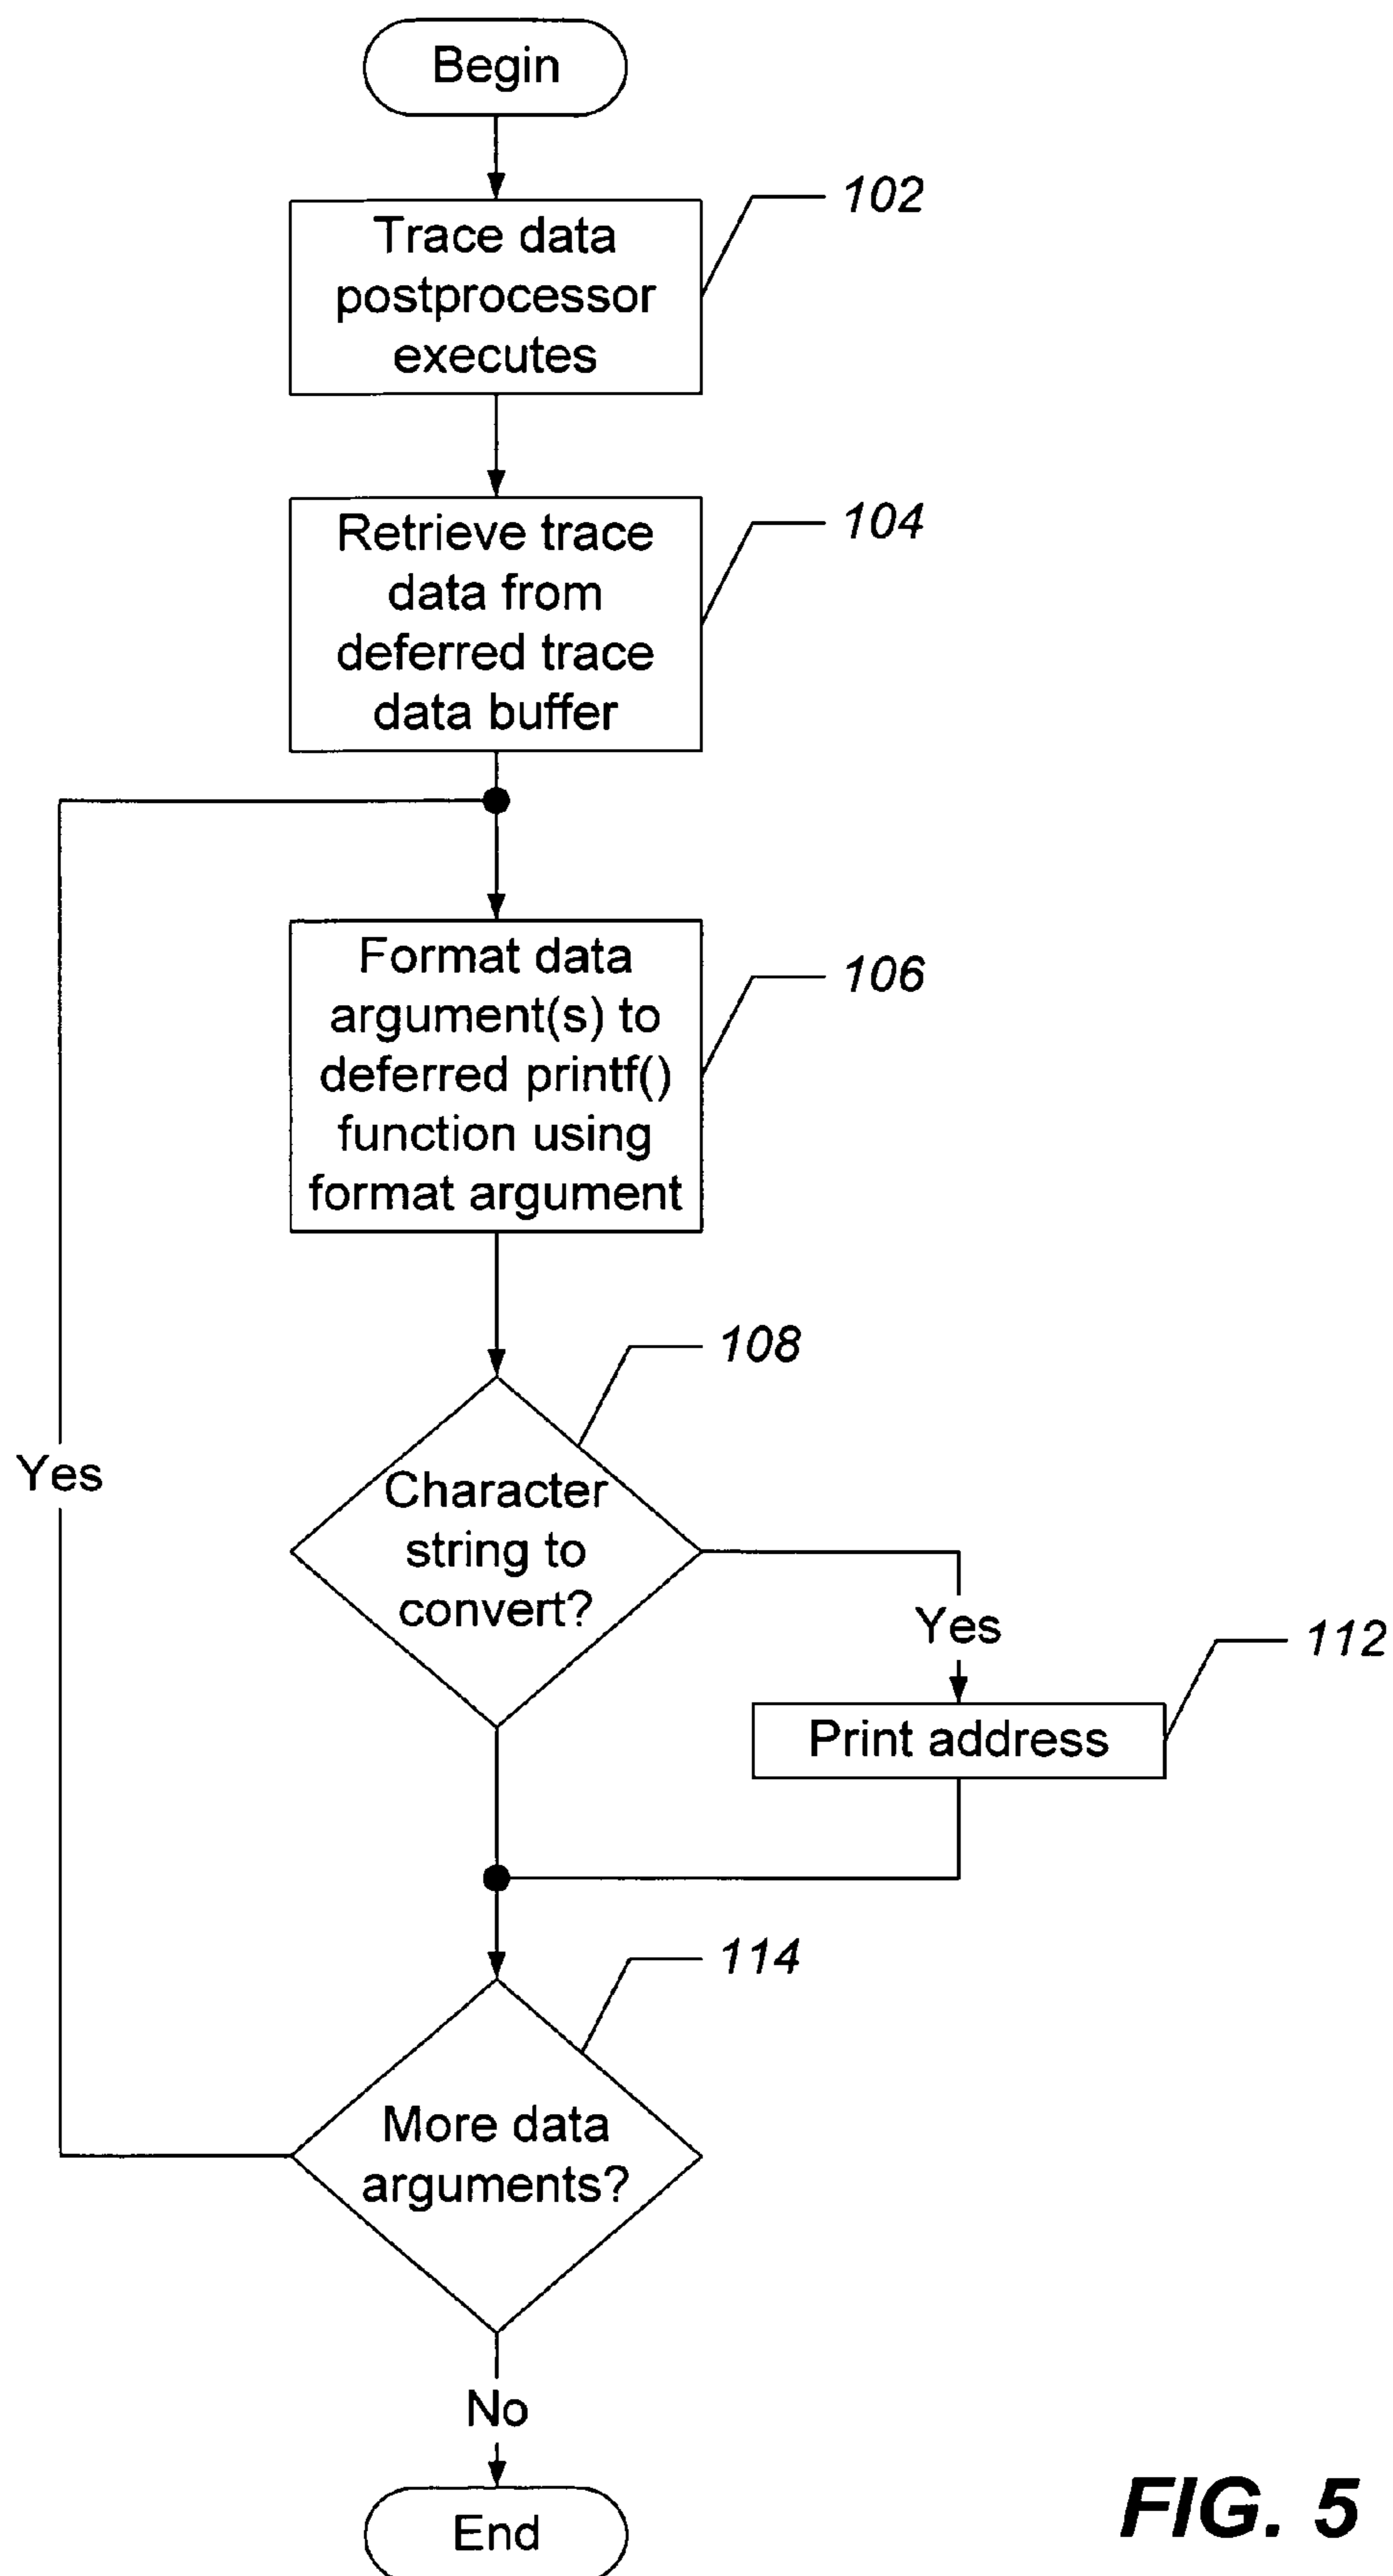 Begin
102
Trace data
postprocessor
executes
104
Retrieve trace
data from
deferred trace
data buffer
106
Format data
argument(s) to
deferred printf()
function using
format argument
108
Yes
Character
string to
convert?
Yes
112
Print address
114
More data
arguments?
No
End
FIG. 5